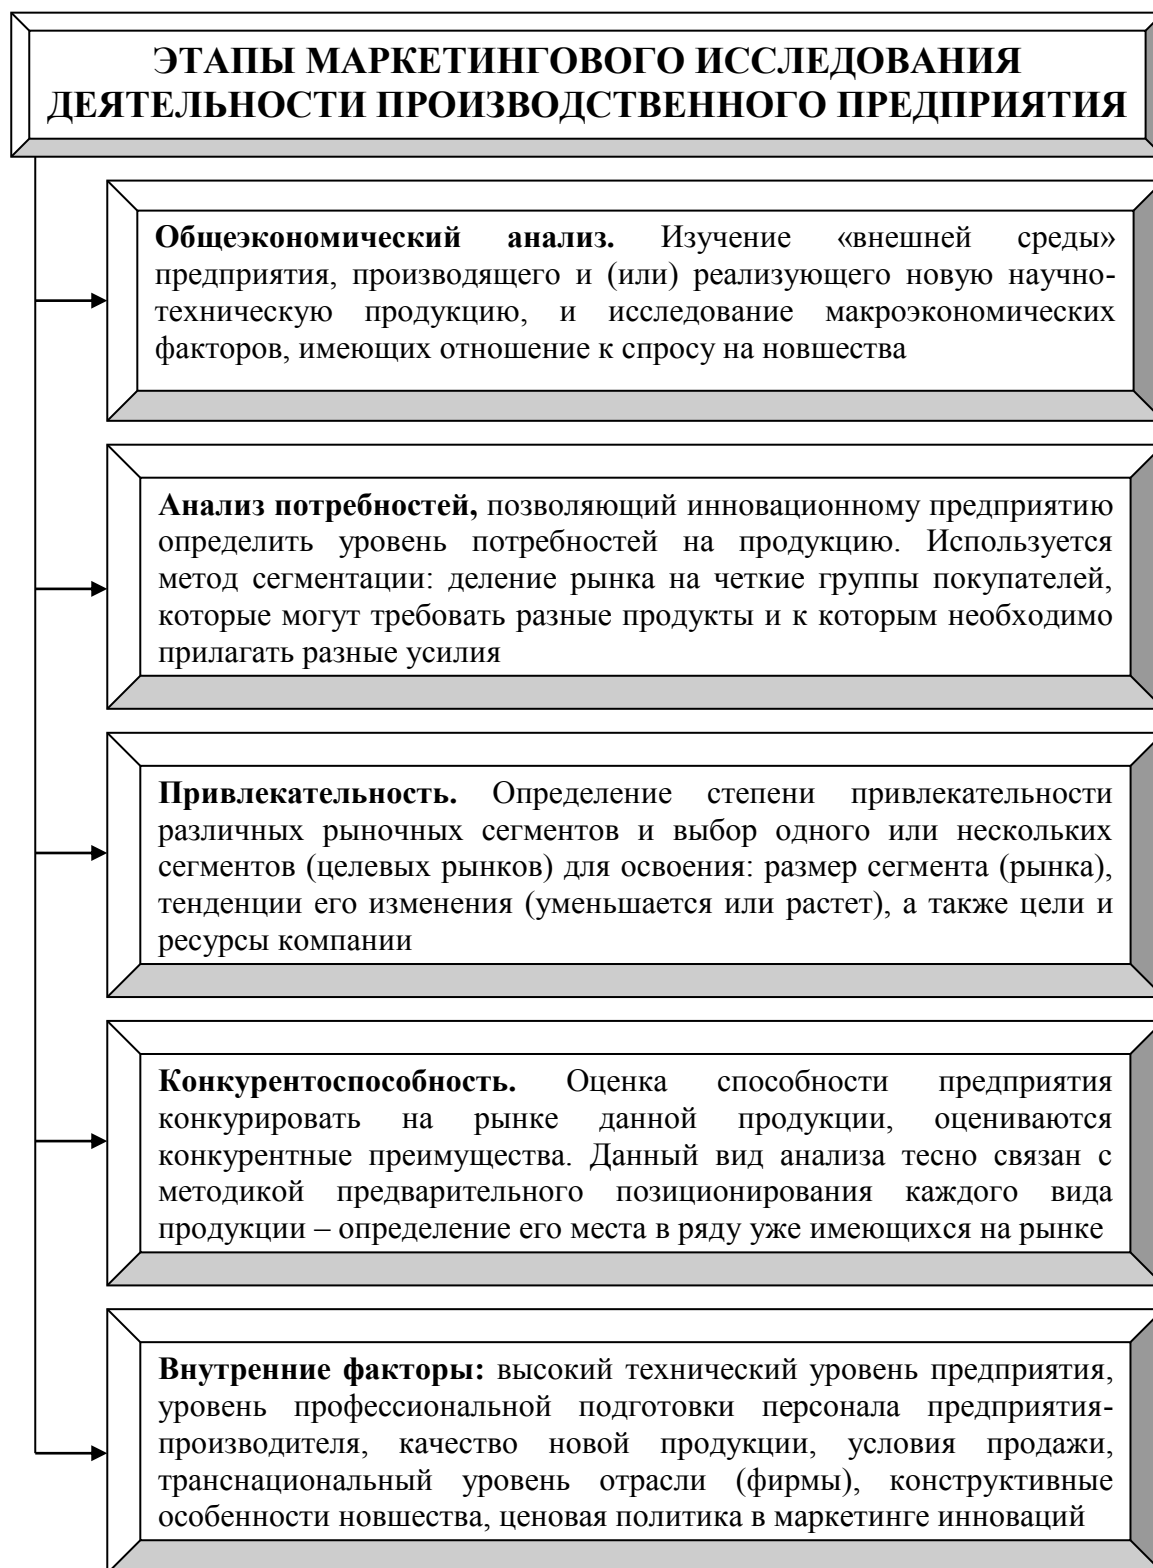 ЭТАПЫ МАРКЕТИНГОВОГО ИССЛЕДОВАНИЯ
ДЕЯТЕЛЬНОСТИ ПРОИЗВОДСТВЕННОГО ПРЕДПРИЯТИЯ
Общеэкономический анализ. Изучение «внешней среды»
предприятия, производящего и (или) реализующего новую научно-
техническую продукцию, и исследование макроэкономических
факторов, имеющих отношение к спросу на новшества
Анализ потребностей, позволяющий инновационному предприятию
определить уровень потребностей на продукцию. Используется
метод сегментации: деление рынка на четкие группы покупателей,
которые могут требовать разные продукты и к которым необходимо
прилагать разные усилия
Привлекательность. Определение степени привлекательности
различных рыночных сегментов и выбор одного или нескольких
сегментов (целевых рынков) для освоения: размер сегмента (рынка),
тенденции его изменения (уменьшается или растет), а также цели и
ресурсы компании
Конкурентоспособность. Оценка способности предприятия
конкурировать на рынке данной продукции, оцениваются
конкурентные преимущества. Данный вид анализа тесно связан с
методикой предварительного позиционирования каждого вида
продукции – определение его места в ряду уже имеющихся на рынке
Внутренние факторы: высокий технический уровень предприятия,
уровень профессиональной подготовки персонала предприятия-
производителя, качество новой продукции, условия продажи,
транснациональный уровень отрасли (фирмы), конструктивные
особенности новшества, ценовая политика в маркетинге инноваций